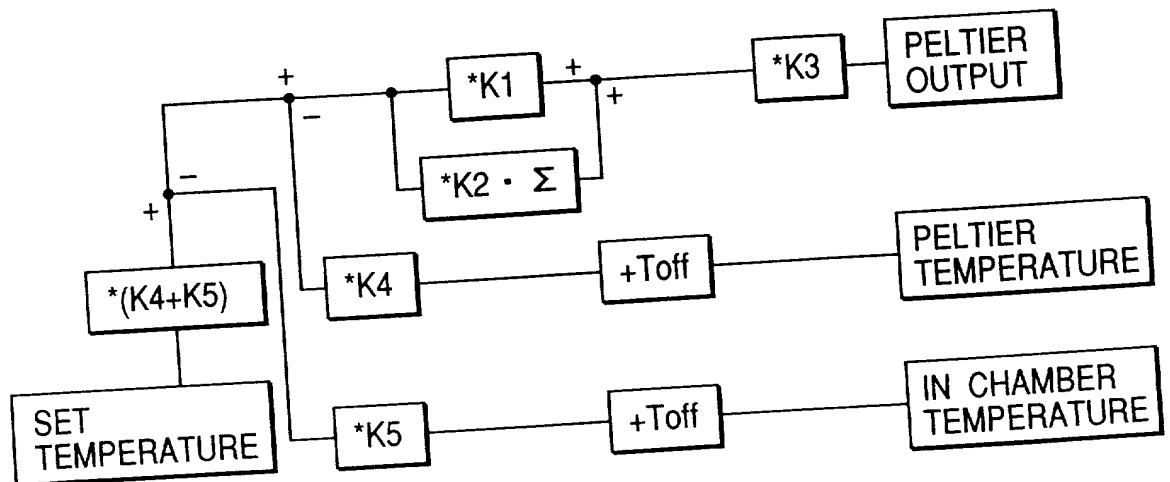 +
*K1
+
*K3
PELTIER
OUTPUT
−
+
*K2 · Σ
−
+
*(K4+K5)
*K4
+Toff
PELTIER
TEMPERATURE
SET
TEMPERATURE
*K5
+Toff
IN CHAMBER
TEMPERATURE